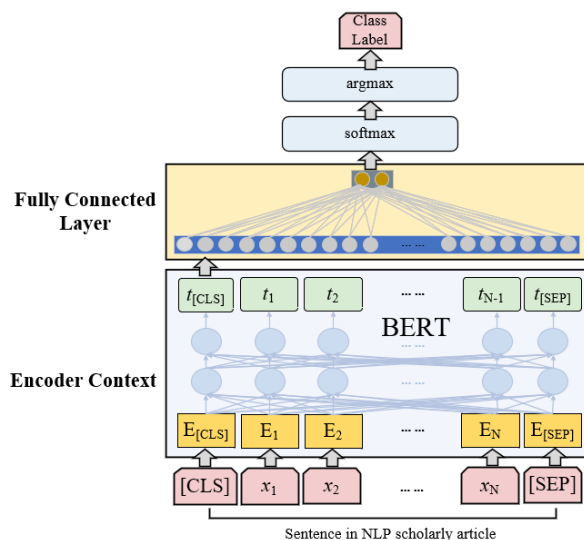 Class
Label
argmax
softmax
Fully Connected
Layer
... ...
t[CLS] t1 t2 ... ... tN-1 t[SEP]
BERT
... ...
Encoder Context
... ...
E[CLS] E1 E2 ... ... EN E[SEP]
[CLS] x1 x2 ... ... xN [SEP]
Sentence in NLP scholarly article